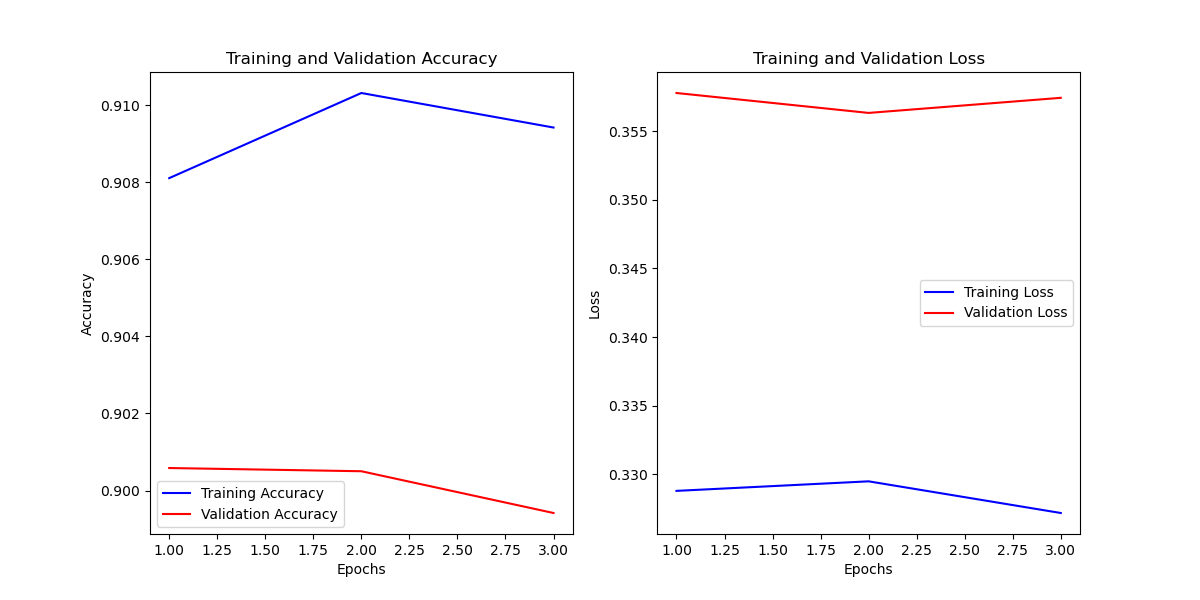 Training and Validation Accuracy
Accuracy
0.910
0.908
0.906
0.904
0.902
0.900
Training Accuracy
Validation Accuracy
1.00 1.25 1.50 1.75 2.00 2.25 2.50 2.75 3.00
Epochs
Training and Validation Loss
Loss
0.355
0.350
0.345
0.340
0.335
0.330
Training Loss
Validation Loss
1.00 1.25 1.50 1.75 2.00 2.25 2.50 2.75 3.00
Epochs